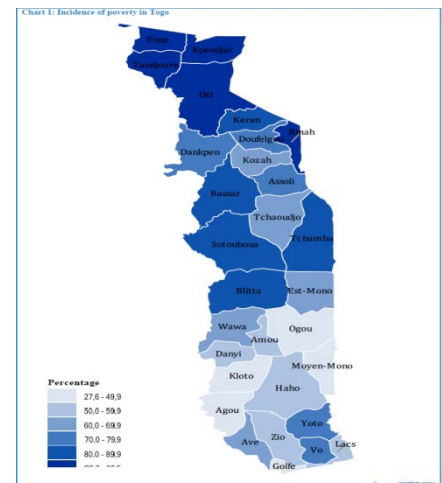 Chart 1: Incidence of poverty in Togo
Tone
Kpendjal
Tandjoare
Oti
Keran
Binah
Doufelgou
Dankpen
Kozah
Assoli
Bassar
Tchaoudjo
Tchamba
Sotouboua
Blitta
Est-Mono
Ogou
Wawa
Amou
Danyi
Moyen-Mono
Kloto
Haho
Percentage
27,6 - 49,9
50,0 - 59,9
60,0 - 69,9
70,0 - 79,9
80,0 - 89,9
Agou
Yoto
Ave
Zio
Lacs
Vo
Golfe